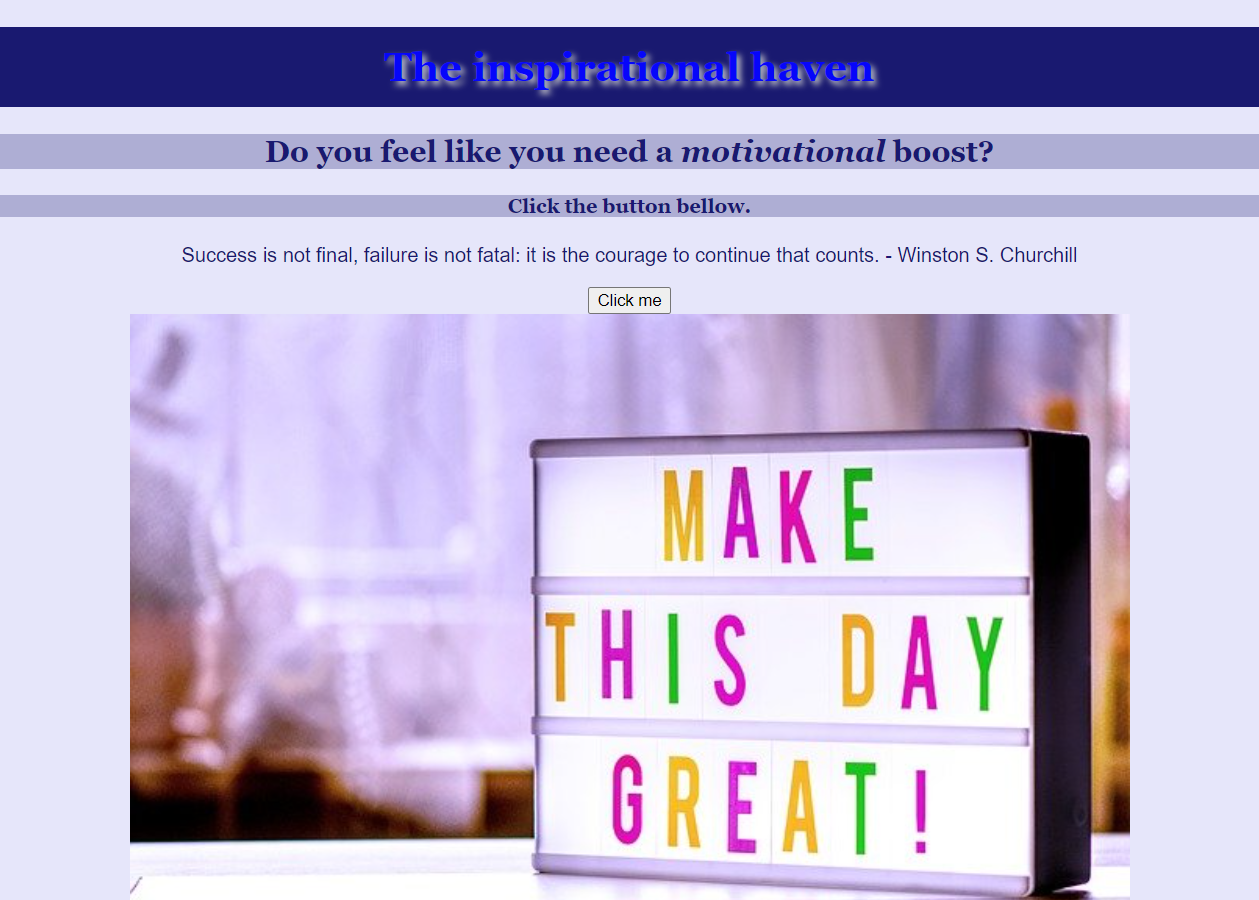 The inspirational haven
Do you feel like you need a motivational boost?
Click the button bellow.
Success is not final, failure is not fatal: it is the courage to continue that counts. - Winston S. Churchill
Click me
MAKE
THIS DAY
GREAT!